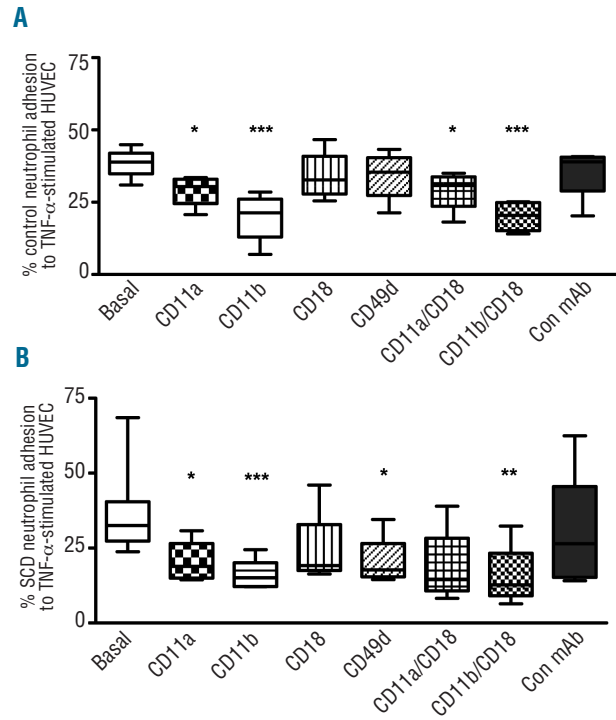 A
% control neutrophil adhesion
to TNF-α-stimulated HUVEC
75
50
25
0
* *** * ***
Basal CD11a CD11b CD18 CD49d CD11a/CD18 CD11b/CD18 Con mAb
B
% SCD neutrophil adhesion
to TNF-α-stimulated HUVEC
75
50
25
0
* *** * **
Basal CD11a CD11b CD18 CD49d CD11a/CD18 CD11b/CD18 Con mAb